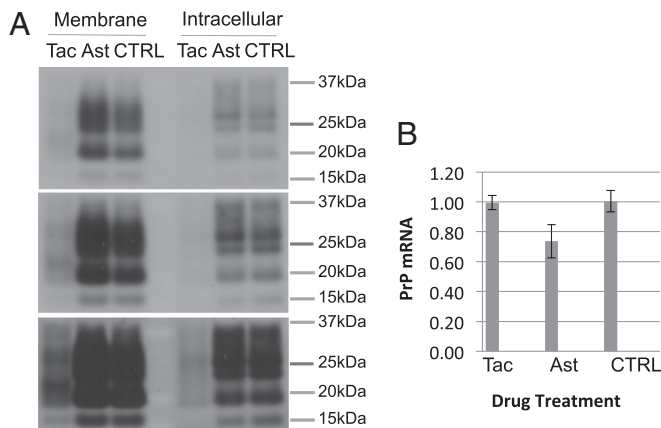 A
Membrane Intracellular
Tac Ast CTRL Tac Ast CTRL
37kDa
25kDa
20kDa
15kDa
37kDa
25kDa
20kDa
15kDa
37kDa
25kDa
20kDa
15kDa
B
1.20
1.00
0.80
0.60
0.40
0.20
0.00
PrP mRNA
Tac Ast CTRL
Drug Treatment